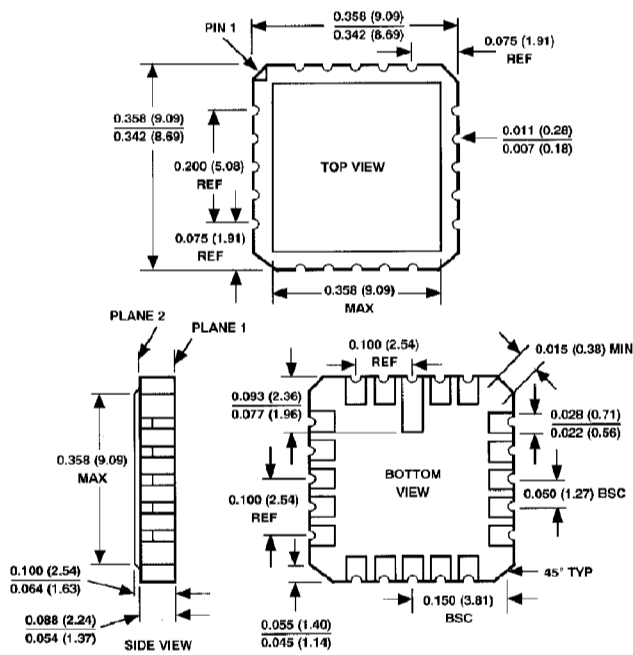 0.358 (9.09)
0.342 (8.69)
PIN 1
0.075 (1.91)
REF
0.358 (9.09)
0.342 (8.69)
0.011 (0.28)
0.007 (0.18)
0.200 (5.08)
REF
TOP VIEW
0.075 (1.91)
REF
0.358 (9.09)
MAX
PLANE 2
PLANE 1
0.100 (2.54)
REF
0.015 (0.38) MIN
0.093 (2.36)
0.077 (1.96)
0.028 (0.71)
0.022 (0.56)
0.358 (9.09)
MAX
BOTTOM
VIEW
0.100 (2.54)
REF
0.050 (1.27) BSC
0.100 (2.54)
0.064 (1.63)
45° TYP
0.088 (2.24)
0.054 (1.37)
0.150 (3.81)
BSC
0.055 (1.40)
0.045 (1.14)
SIDE VIEW